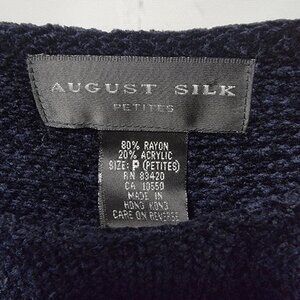 AUGUST SILK
PETITES
80% RAYON
20% ACRYLIC
SIZE: P (PETITES)
RN 83420
CA 10550
MADE IN
HONG KONG
CARE ON REVERSE